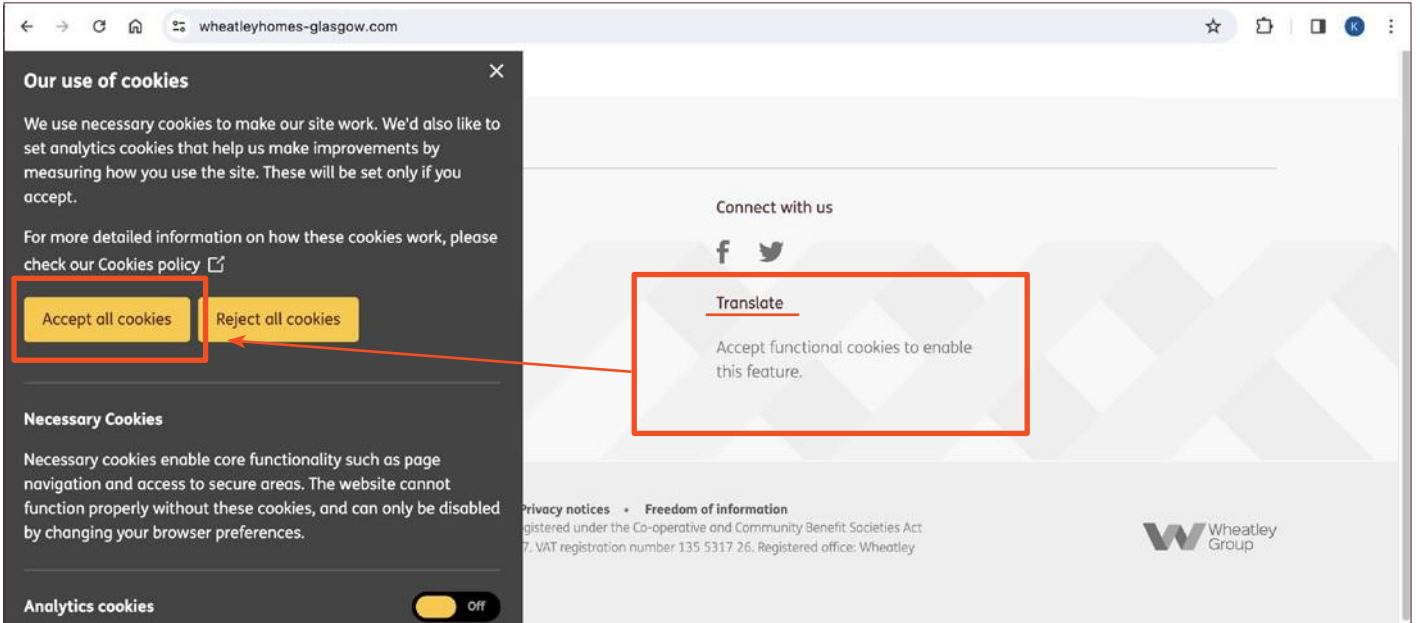 wheatleyhomes-glasgow.com
K
Our use of cookies
We use necessary cookies to make our site work. We'd also like to
set analytics cookies that help us make improvements by
measuring how you use the site. These will be set only if you
accept.
For more detailed information on how these cookies work, please
check our Cookies policy
Accept all cookies
Reject all cookies
Necessary Cookies
Necessary cookies enable core functionality such as page
navigation and access to secure areas. The website cannot
function properly without these cookies, and can only be disabled
by changing your browser preferences.
Analytics cookies
Off
Connect with us
Translate
Accept functional cookies to enable
this feature.
Privacy notices • Freedom of information
gistered under the Co-operative and Community Benefit Societies Act
7. VAT registration number 135 5317 26. Registered office: Wheatley
Wheatley
Group